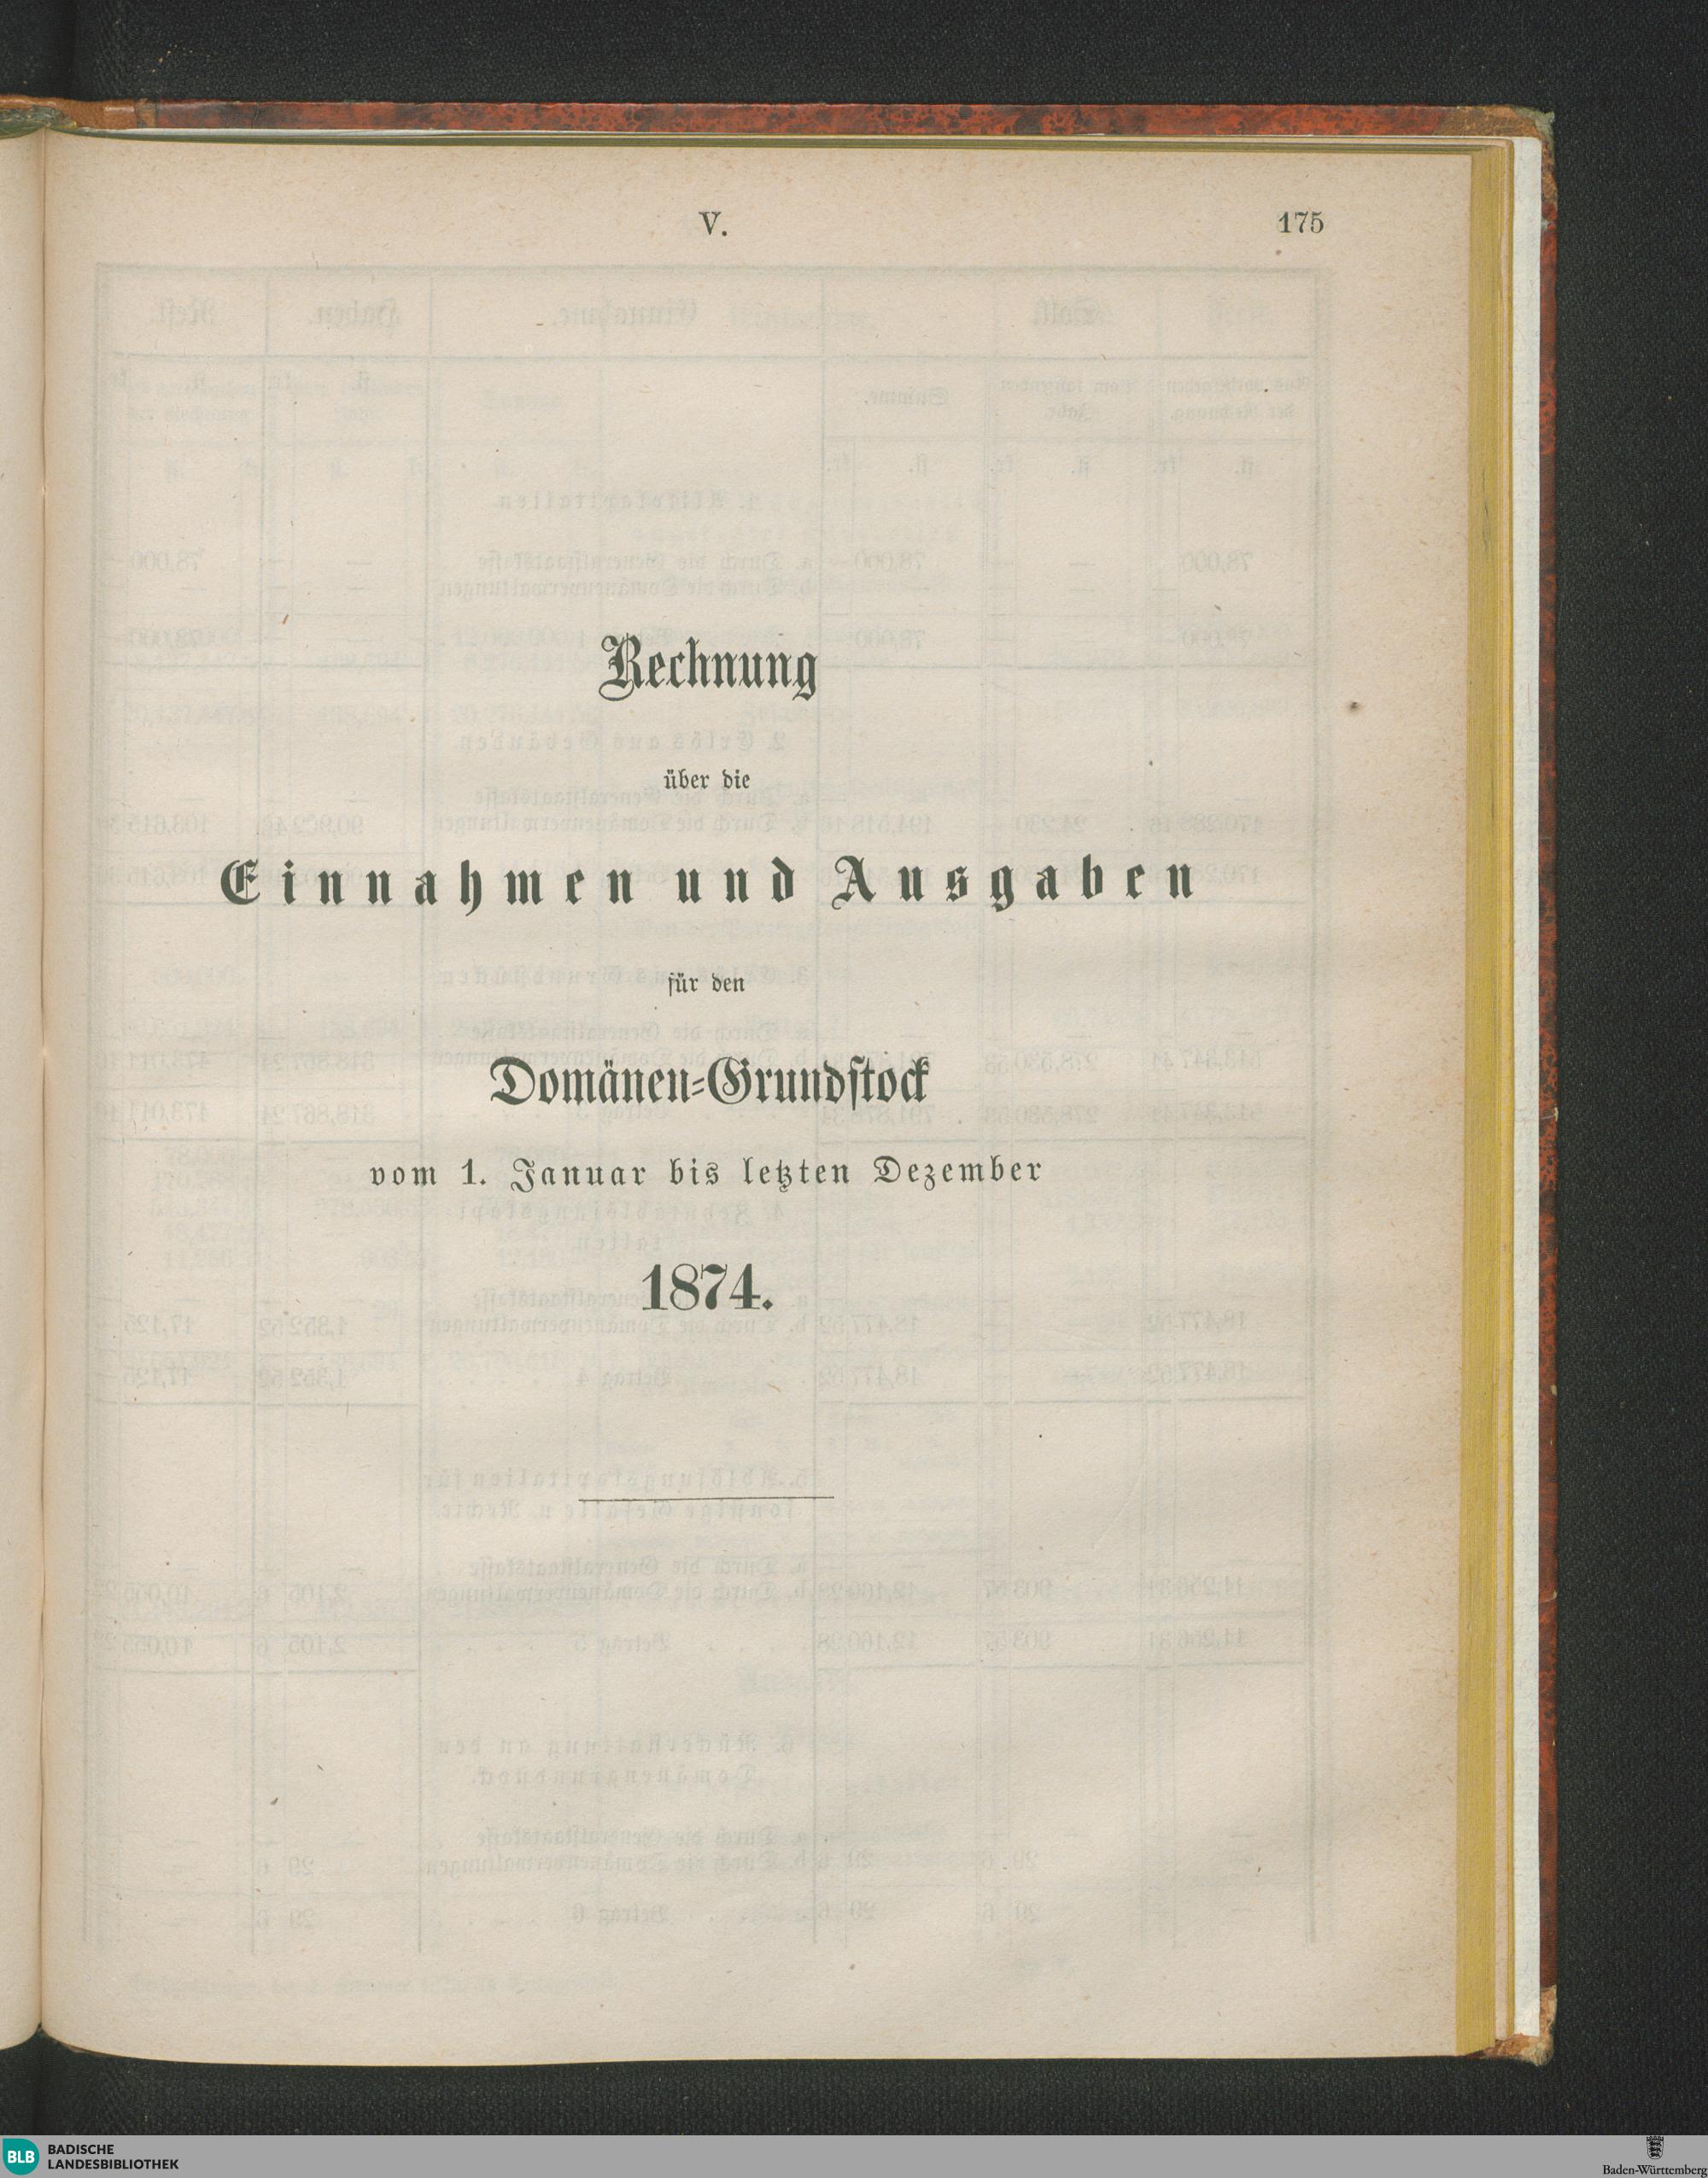 V.
175
Rechnung
über die
Einnahmen und Ausgaben
für den
Domänen=Grundstock
vom 1. Januar bis letzten Dezember
1874.
BLB BADISCHE
LANDESBIBLIOTHEK
Baden-Württemberg